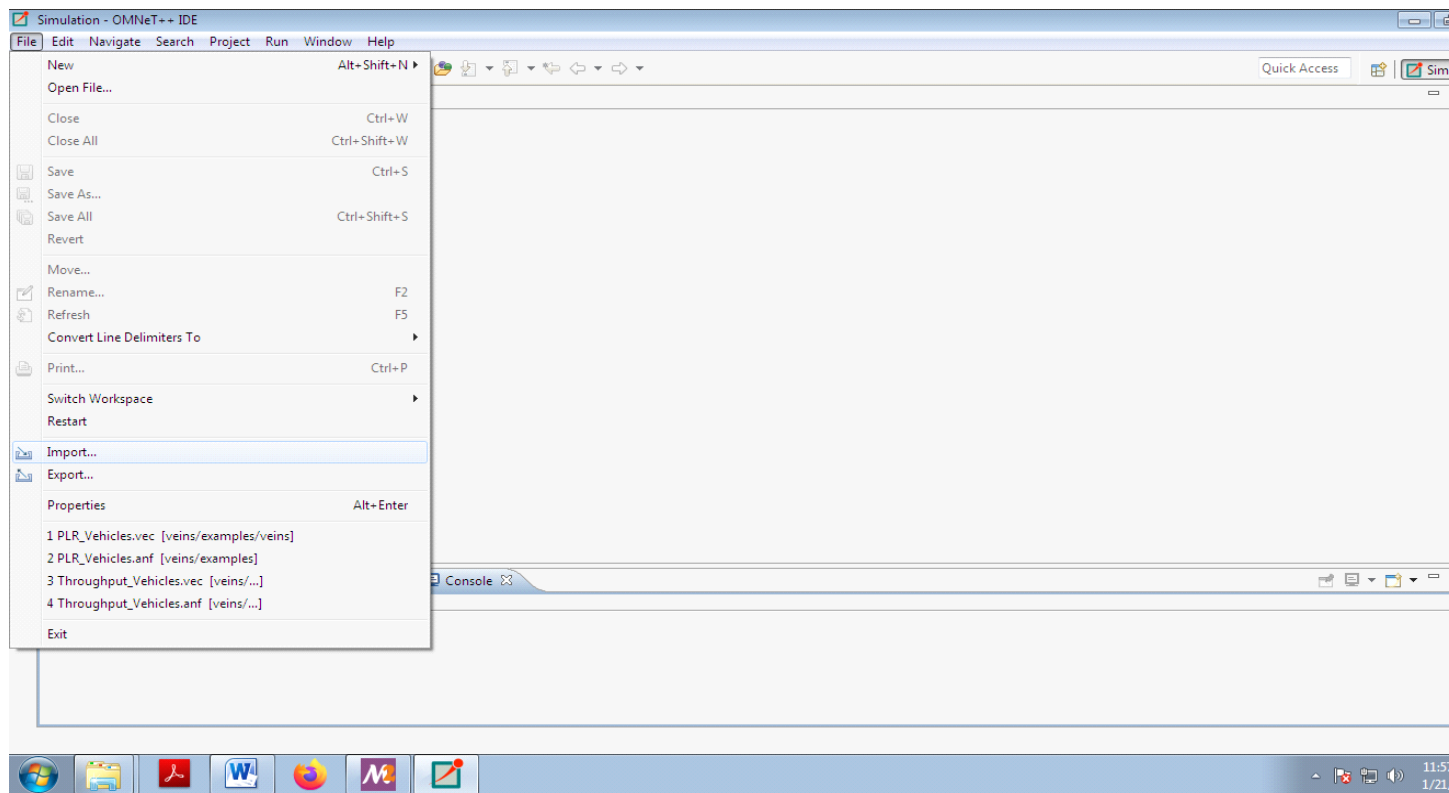 Simulation - OMNeT++ IDE
File Edit Navigate Search Project Run Window Help
New Alt+Shift+N
Open File...
Quick Access
Sim
Close Ctrl+W
Close All Ctrl+Shift+W
Save Ctrl+S
Save As...
Save All Ctrl+Shift+S
Revert
Move...
Rename... F2
Refresh F5
Convert Line Delimiters To
Print... Ctrl+P
Switch Workspace
Restart
Import...
Export...
Properties Alt+Enter
1 PLR_Vehicles.vec [veins/examples/veins]
2 PLR_Vehicles.anf [veins/examples]
3 Throughput_Vehicles.vec [veins/...]
4 Throughput_Vehicles.anf [veins/...]
Exit
Console
11:57
1/21